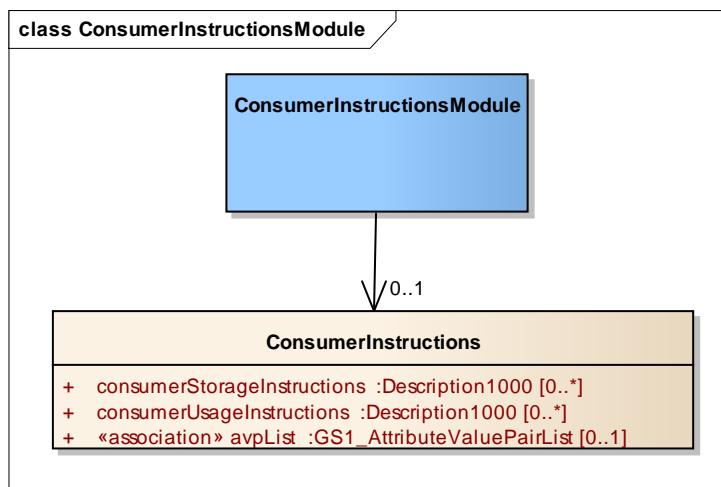 class ConsumerInstructionsModule
ConsumerInstructionsModule
0..1
ConsumerInstructions
+ consumerStorageInstructions :Description1000 [0..*]
+ consumerUsageInstructions :Description1000 [0..*]
+ «association» avpList :GS1_AttributeValuePairList [0..1]